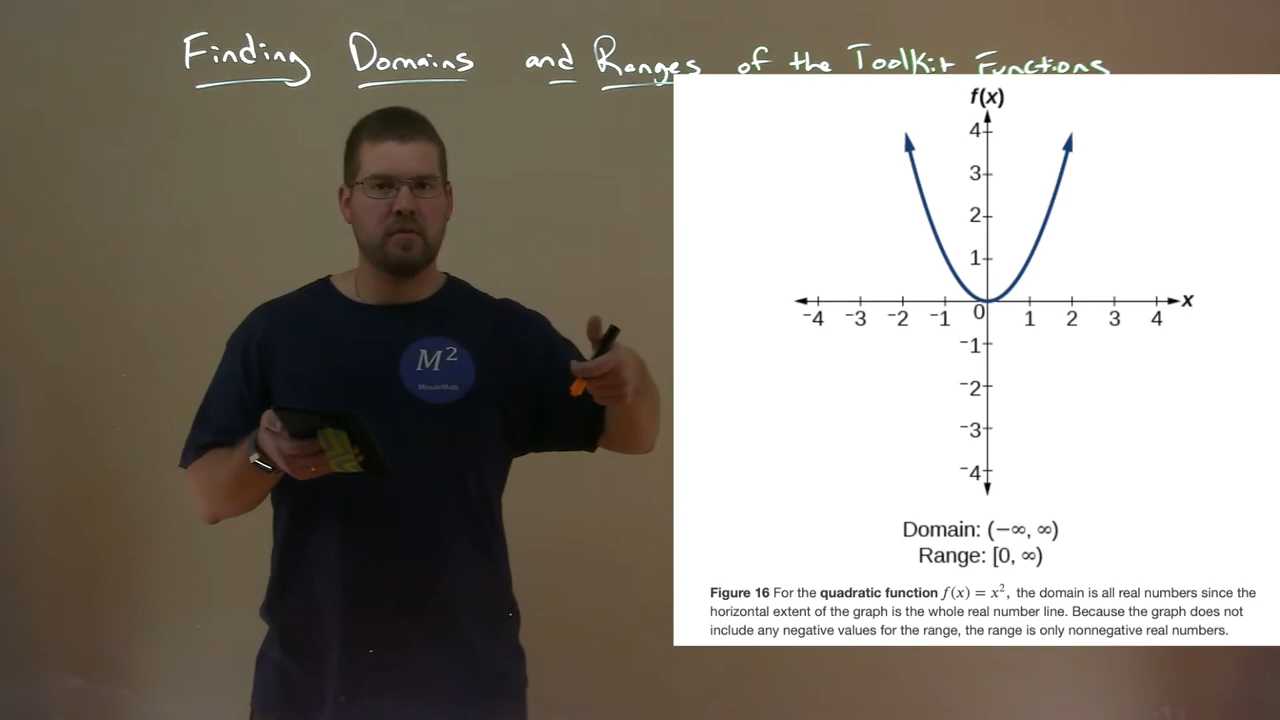 Finding Domains and Ranges of the Toolkit Functions
M²
MinuteMath
f(x)
4
3
2
1
-4 -3 -2 -1 0 1 2 3 4 x
-1
-2
-3
-4
Domain: (−∞, ∞)
Range: [0, ∞)
Figure 16 For the quadratic function f(x) = x², the domain is all real numbers since the
horizontal extent of the graph is the whole real number line. Because the graph does not
include any negative values for the range, the range is only nonnegative real numbers.